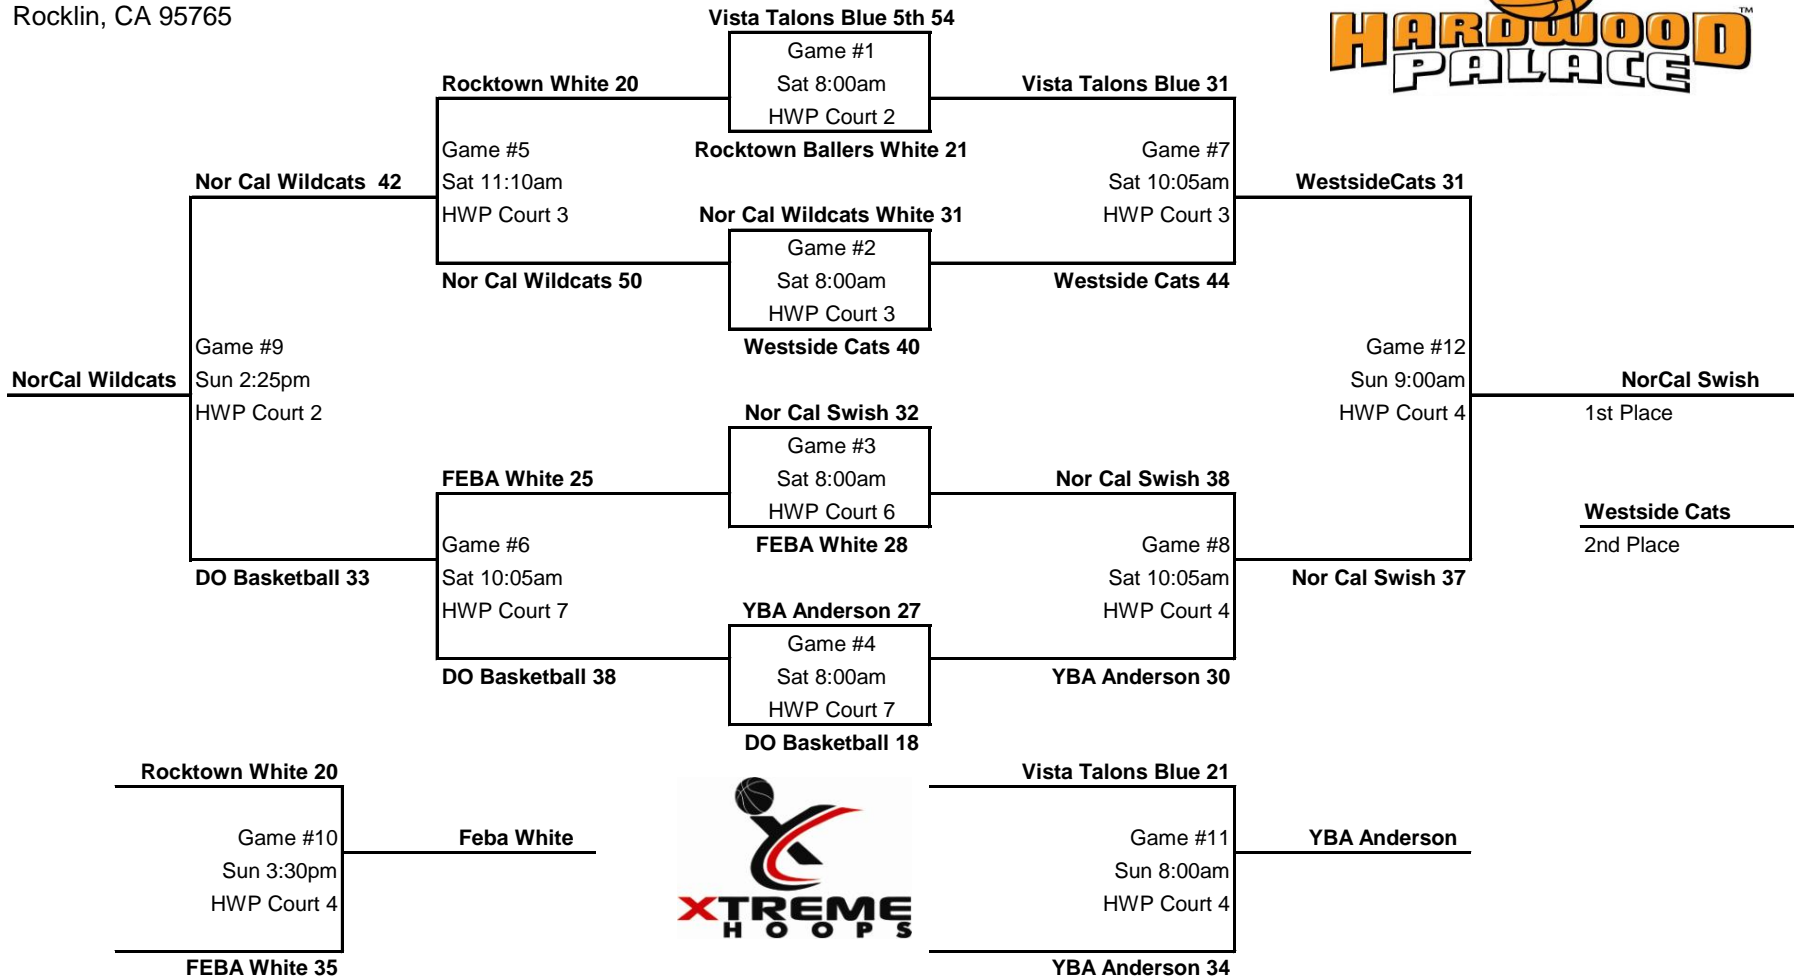 Rocklin, CA 95765
HARDWOOD
PALACE
TM
Vista Talons Blue 5th 54
Game #1
Sat 8:00am
HWP Court 2
Rocktown Ballers White 21
Rocktown White 20
Game #5
Sat 11:10am
HWP Court 3
Nor Cal Wildcats 50
Vista Talons Blue 31
Game #7
Sat 10:05am
HWP Court 3
Westside Cats 44
Nor Cal Wildcats 42
Nor Cal Wildcats White 31
Game #2
Sat 8:00am
HWP Court 3
Westside Cats 40
WestsideCats 31
Game #9
Sun 2:25pm
HWP Court 2
NorCal Wildcats
DO Basketball 33
Game #12
Sun 9:00am
HWP Court 4
NorCal Swish
1st Place
Westside Cats
2nd Place
Nor Cal Swish 32
Game #3
Sat 8:00am
HWP Court 6
FEBA White 28
FEBA White 25
Game #6
Sat 10:05am
HWP Court 7
DO Basketball 38
Nor Cal Swish 38
Game #8
Sat 10:05am
HWP Court 4
YBA Anderson 30
Nor Cal Swish 37
YBA Anderson 27
Game #4
Sat 8:00am
HWP Court 7
DO Basketball 18
Rocktown White 20
Game #10
Sun 3:30pm
HWP Court 4
FEBA White 35
Feba White
XTREME
HOOPS
Vista Talons Blue 21
Game #11
Sun 8:00am
HWP Court 4
YBA Anderson 34
YBA Anderson